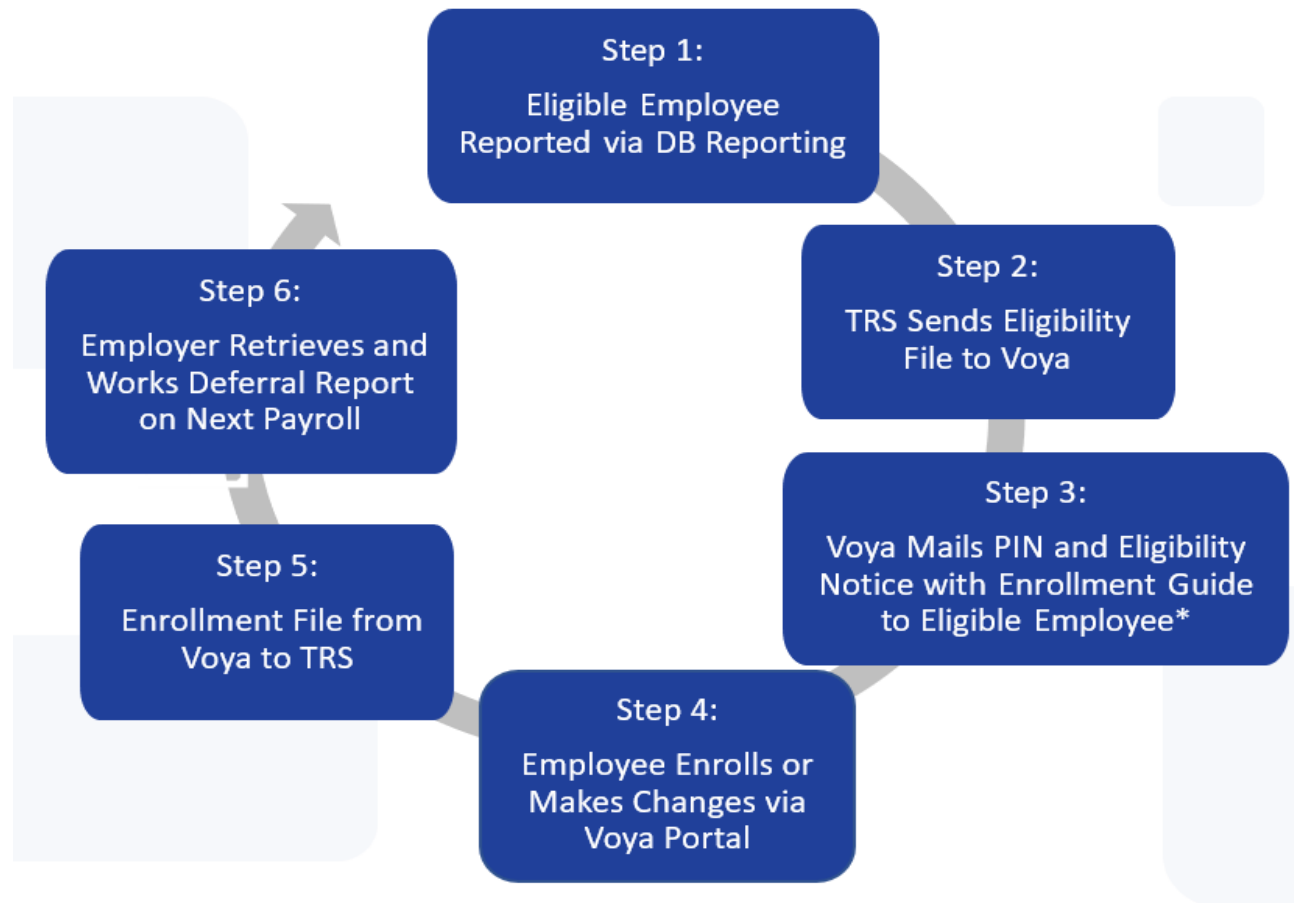 Step 1:
Eligible Employee
Reported via DB Reporting
Step 2:
TRS Sends Eligibility
File to Voya
Step 3:
Voya Mails PIN and Eligibility
Notice with Enrollment Guide
to Eligible Employee*
Step 4:
Employee Enrolls or
Makes Changes via
Voya Portal
Step 5:
Enrollment File from
Voya to TRS
Step 6:
Employer Retrieves and
Works Deferral Report
on Next Payroll